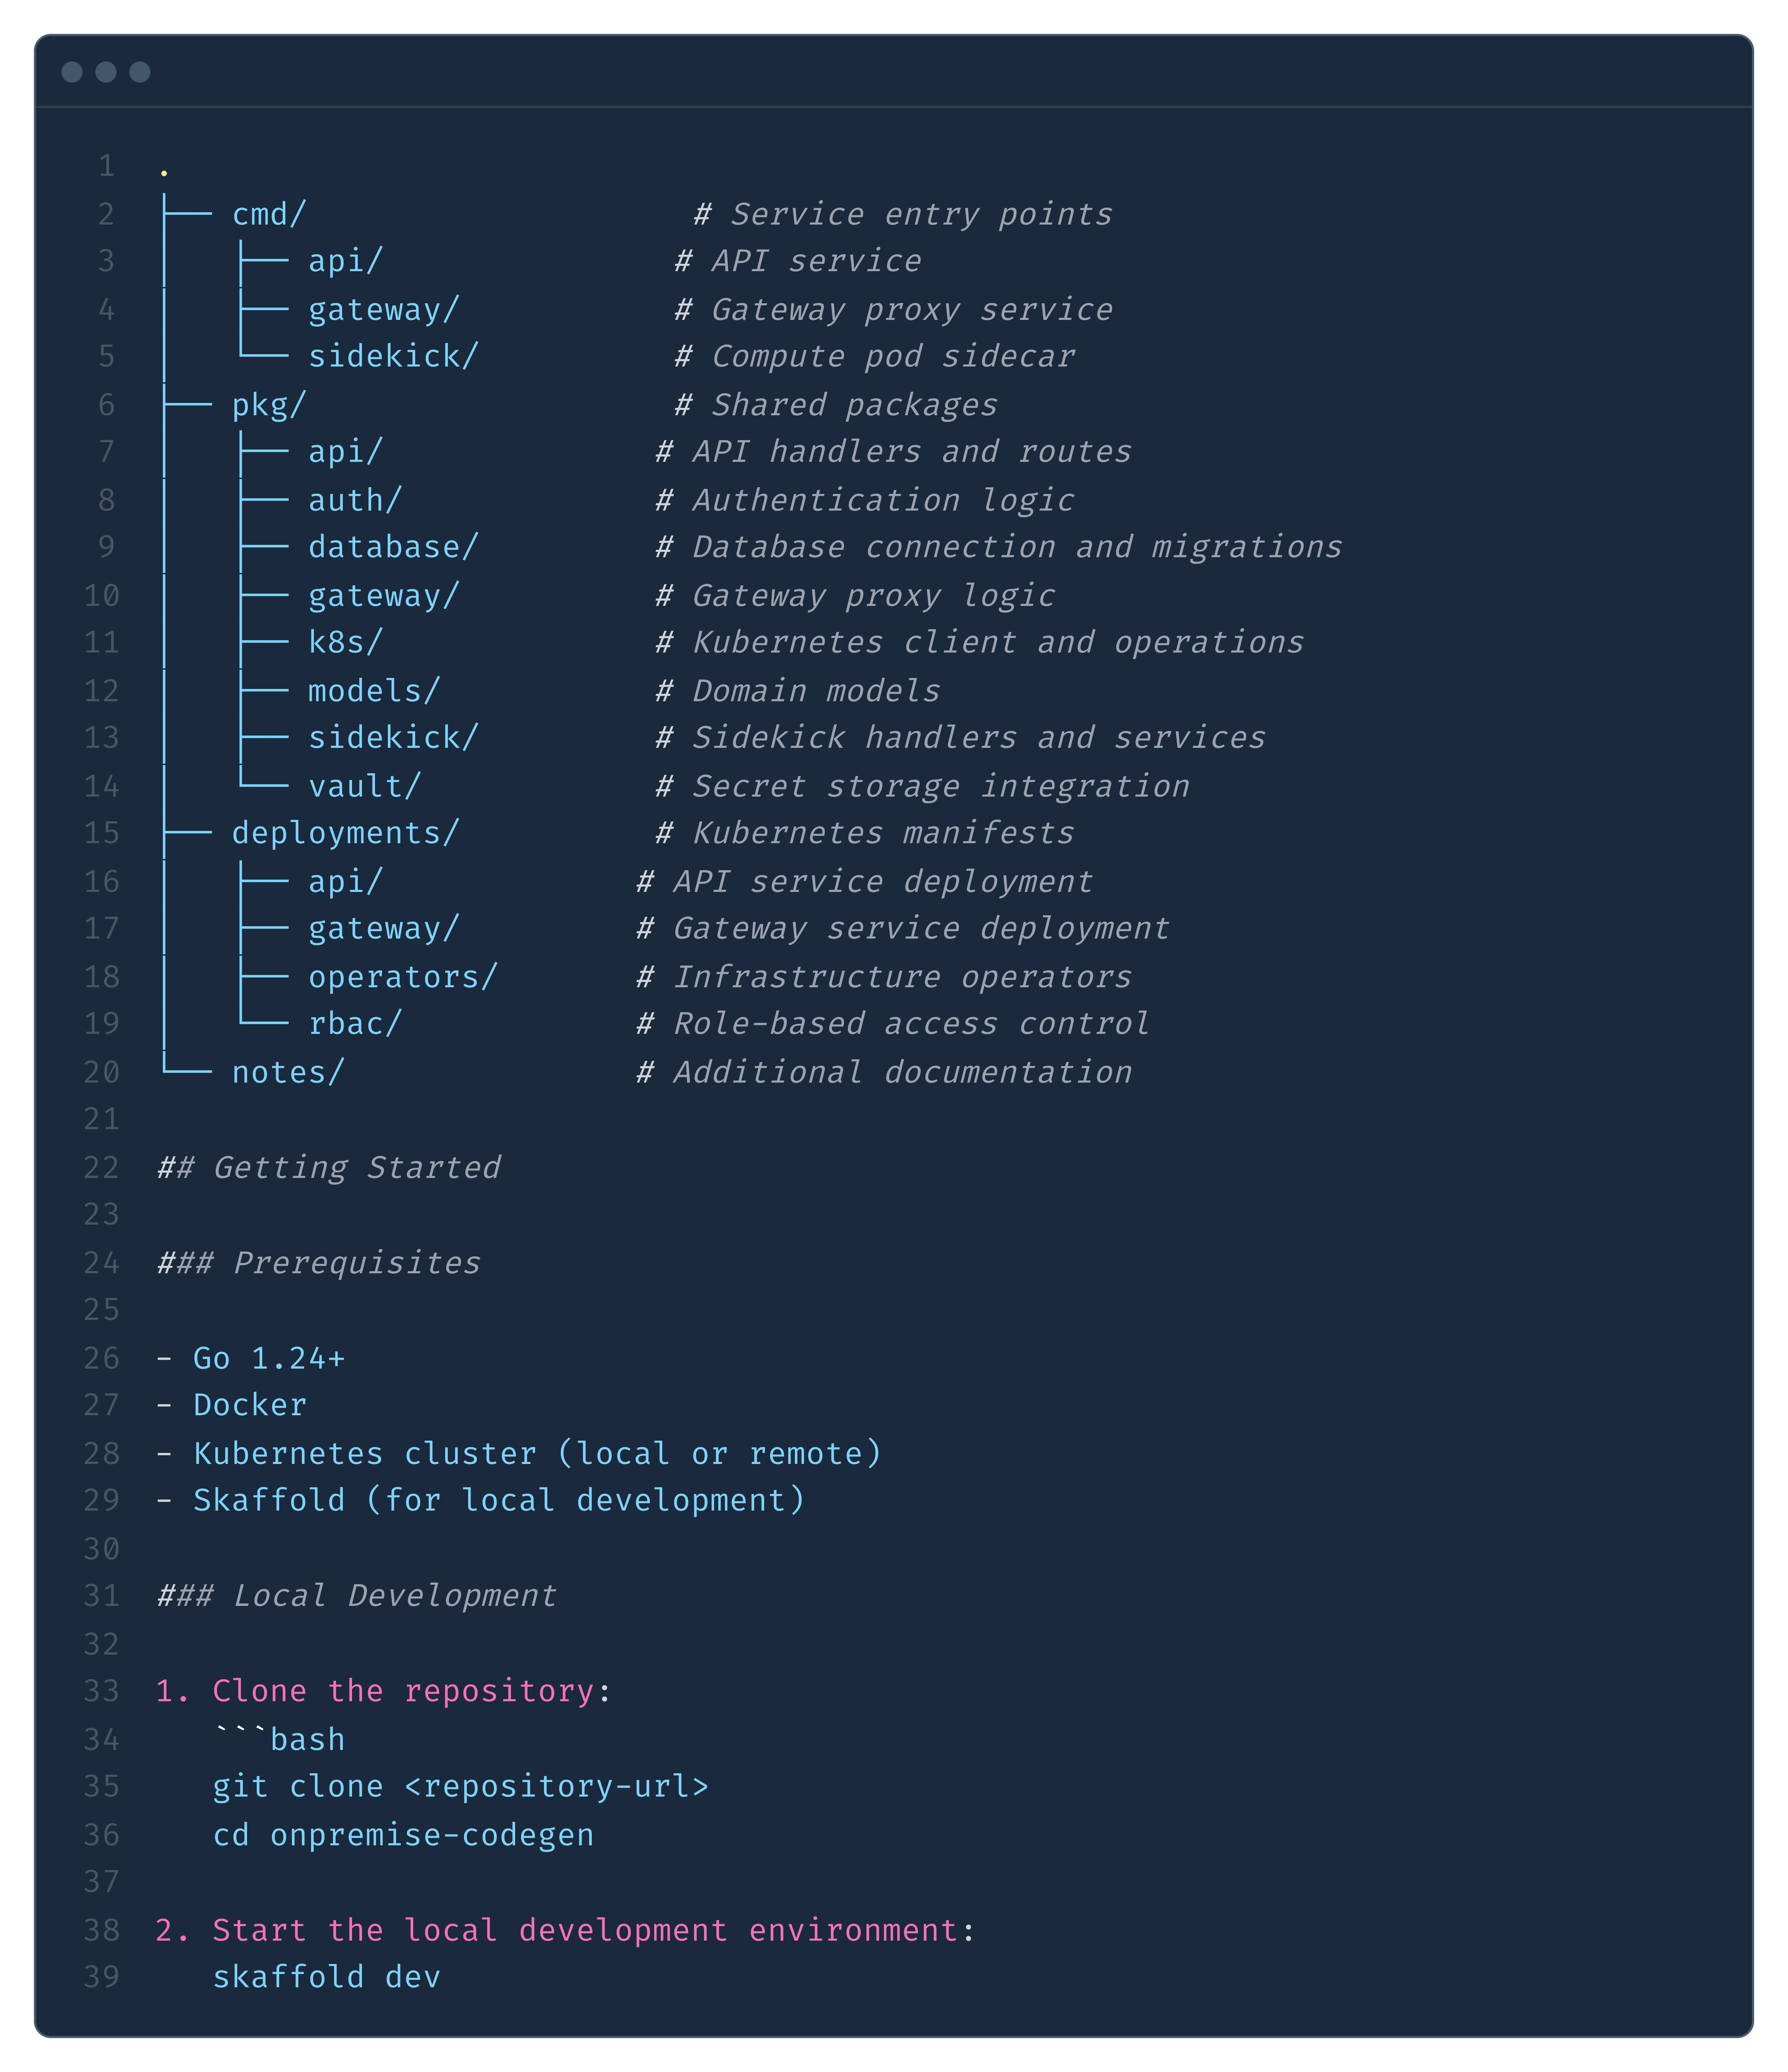 1 .
2 ├── cmd/                    # Service entry points
3 │   ├── api/               # API service
4 │   ├── gateway/           # Gateway proxy service
5 │   └── sidekick/          # Compute pod sidecar
6 ├── pkg/                   # Shared packages
7 │   ├── api/              # API handlers and routes
8 │   ├── auth/             # Authentication logic
9 │   ├── database/         # Database connection and migrations
10 │   ├── gateway/          # Gateway proxy logic
11 │   ├── k8s/              # Kubernetes client and operations
12 │   ├── models/           # Domain models
13 │   ├── sidekick/         # Sidekick handlers and services
14 │   └── vault/            # Secret storage integration
15 ├── deployments/          # Kubernetes manifests
16 │   ├── api/             # API service deployment
17 │   ├── gateway/         # Gateway service deployment
18 │   ├── operators/       # Infrastructure operators
19 │   └── rbac/            # Role-based access control
20 └── notes/               # Additional documentation
21
22 ## Getting Started
23
24 ### Prerequisites
25
26 - Go 1.24+
27 - Docker
28 - Kubernetes cluster (local or remote)
29 - Skaffold (for local development)
30
31 ### Local Development
32
33 1. Clone the repository:
34    ```bash
35    git clone <repository-url>
36    cd onpremise-codegen
37
38 2. Start the local development environment:
39    skaffold dev